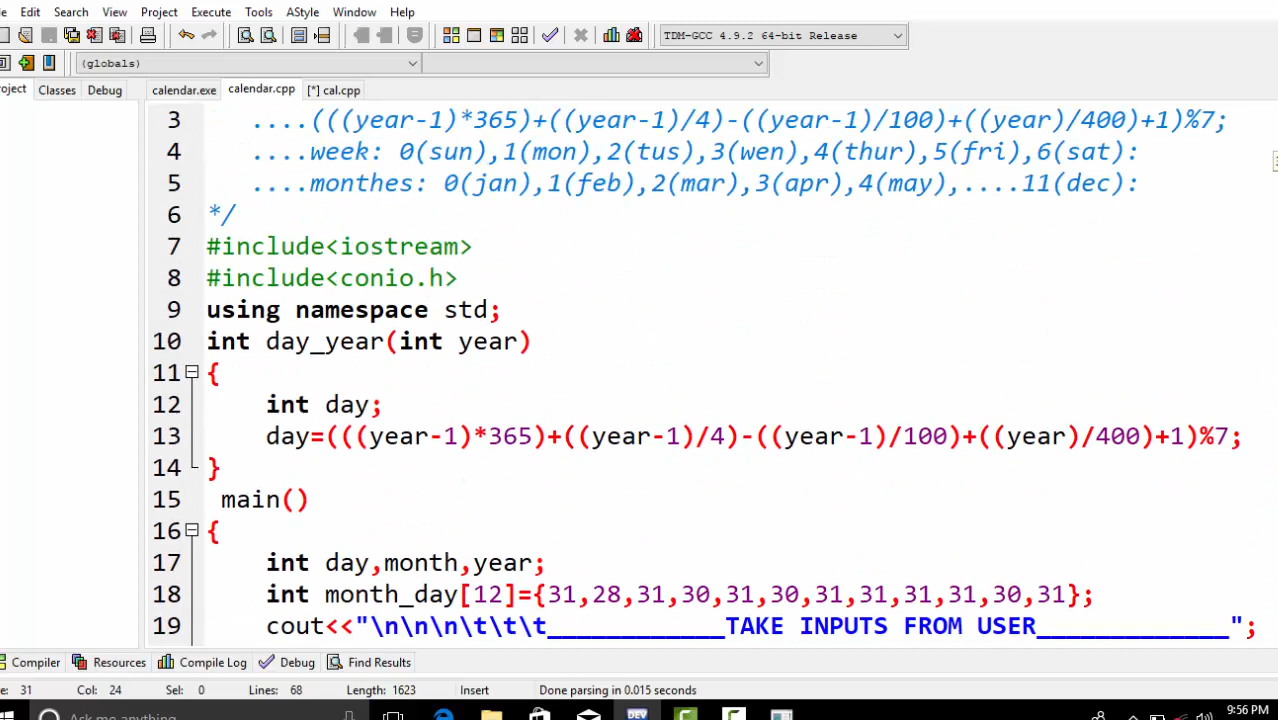 Edit Search View Project Execute Tools AStyle Window Help
TDM-GCC 4.9.2 64-bit Release
(globals)
roject Classes Debug calendar.exe calendar.cpp [*] cal.cpp
3 ....(((year-1)*365)+((year-1)/4)-((year-1)/100)+((year)/400)+1)%7;
4 ....week: 0(sun),1(mon),2(tus),3(wen),4(thur),5(fri),6(sat):
5 ....monthes: 0(jan),1(feb),2(mar),3(apr),4(may),....11(dec):
6 */
7 #include<iostream>
8 #include<conio.h>
9 using namespace std;
10 int day_year(int year)
11 {
12 int day;
13 day=(((year-1)*365)+((year-1)/4)-((year-1)/100)+((year)/400)+1)%7;
14 }
15 main()
16 {
17 int day,month,year;
18 int month_day[12]={31,28,31,30,31,30,31,31,31,31,30,31};
19 cout<<"\n\n\n\t\t\t____________TAKE INPUTS FROM USER_____________";
Compiler Resources Compile Log Debug Find Results
e: 31 Col: 24 Sel: 0 Lines: 68 Length: 1623 Insert Done parsing in 0.015 seconds
Ask me anything DEV 9:56 PM